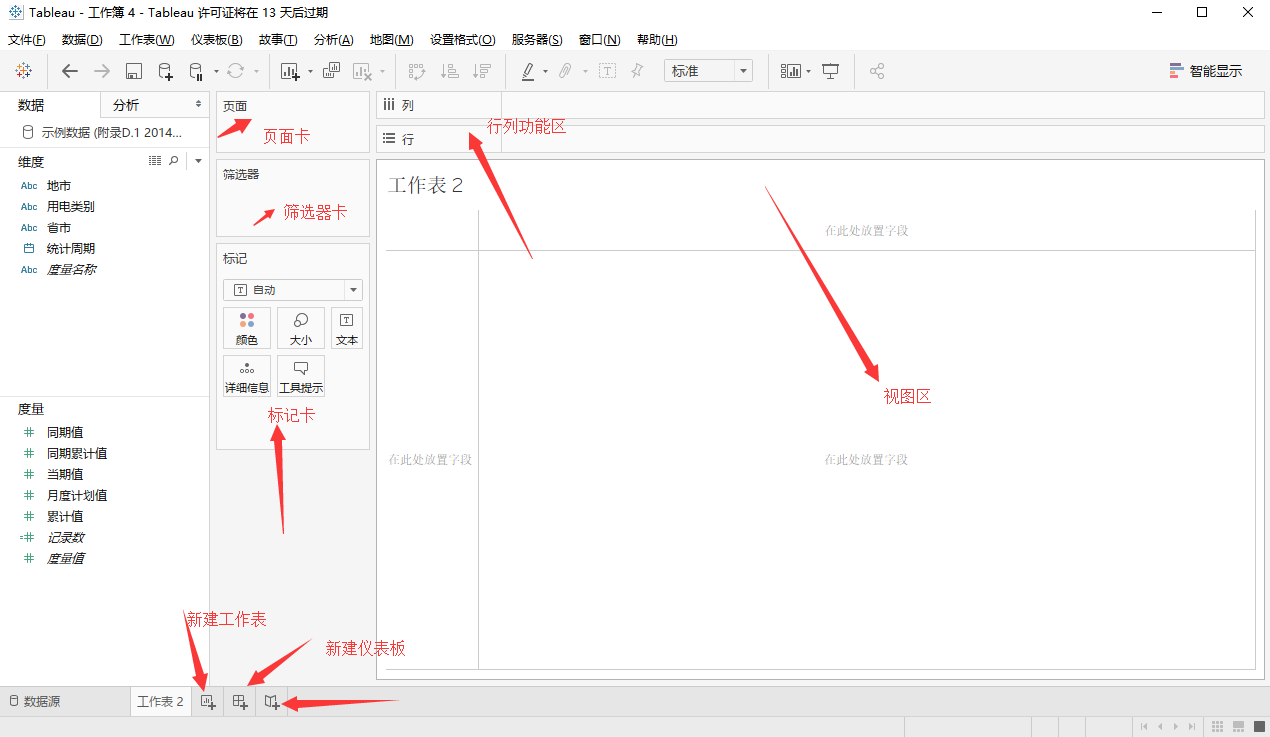 Tableau - 工作簿 4 - Tableau 许可证将在 13 天后过期
文件(F) 数据(D) 工作表(W) 仪表板(B) 故事(T) 分析(A) 地图(M) 设置格式(O) 服务器(S) 窗口(N) 帮助(H)
标准 智能显示
数据 分析
示例数据 (附录D.1 2014...
维度
Abc 地市
Abc 用电类别
Abc 省市
统计周期
Abc 度量名称
度量
同期值
同期累计值
当期值
月度计划值
累计值
记录数
度量值
页面
页面卡
筛选器
筛选器卡
标记
自动
颜色 大小 文本
详细信息 工具提示
标记卡
列
行列功能区
行
工作表 2
在此处放置字段
视图区
在此处放置字段 在此处放置字段
新建工作表
新建仪表板
数据源 工作表 2